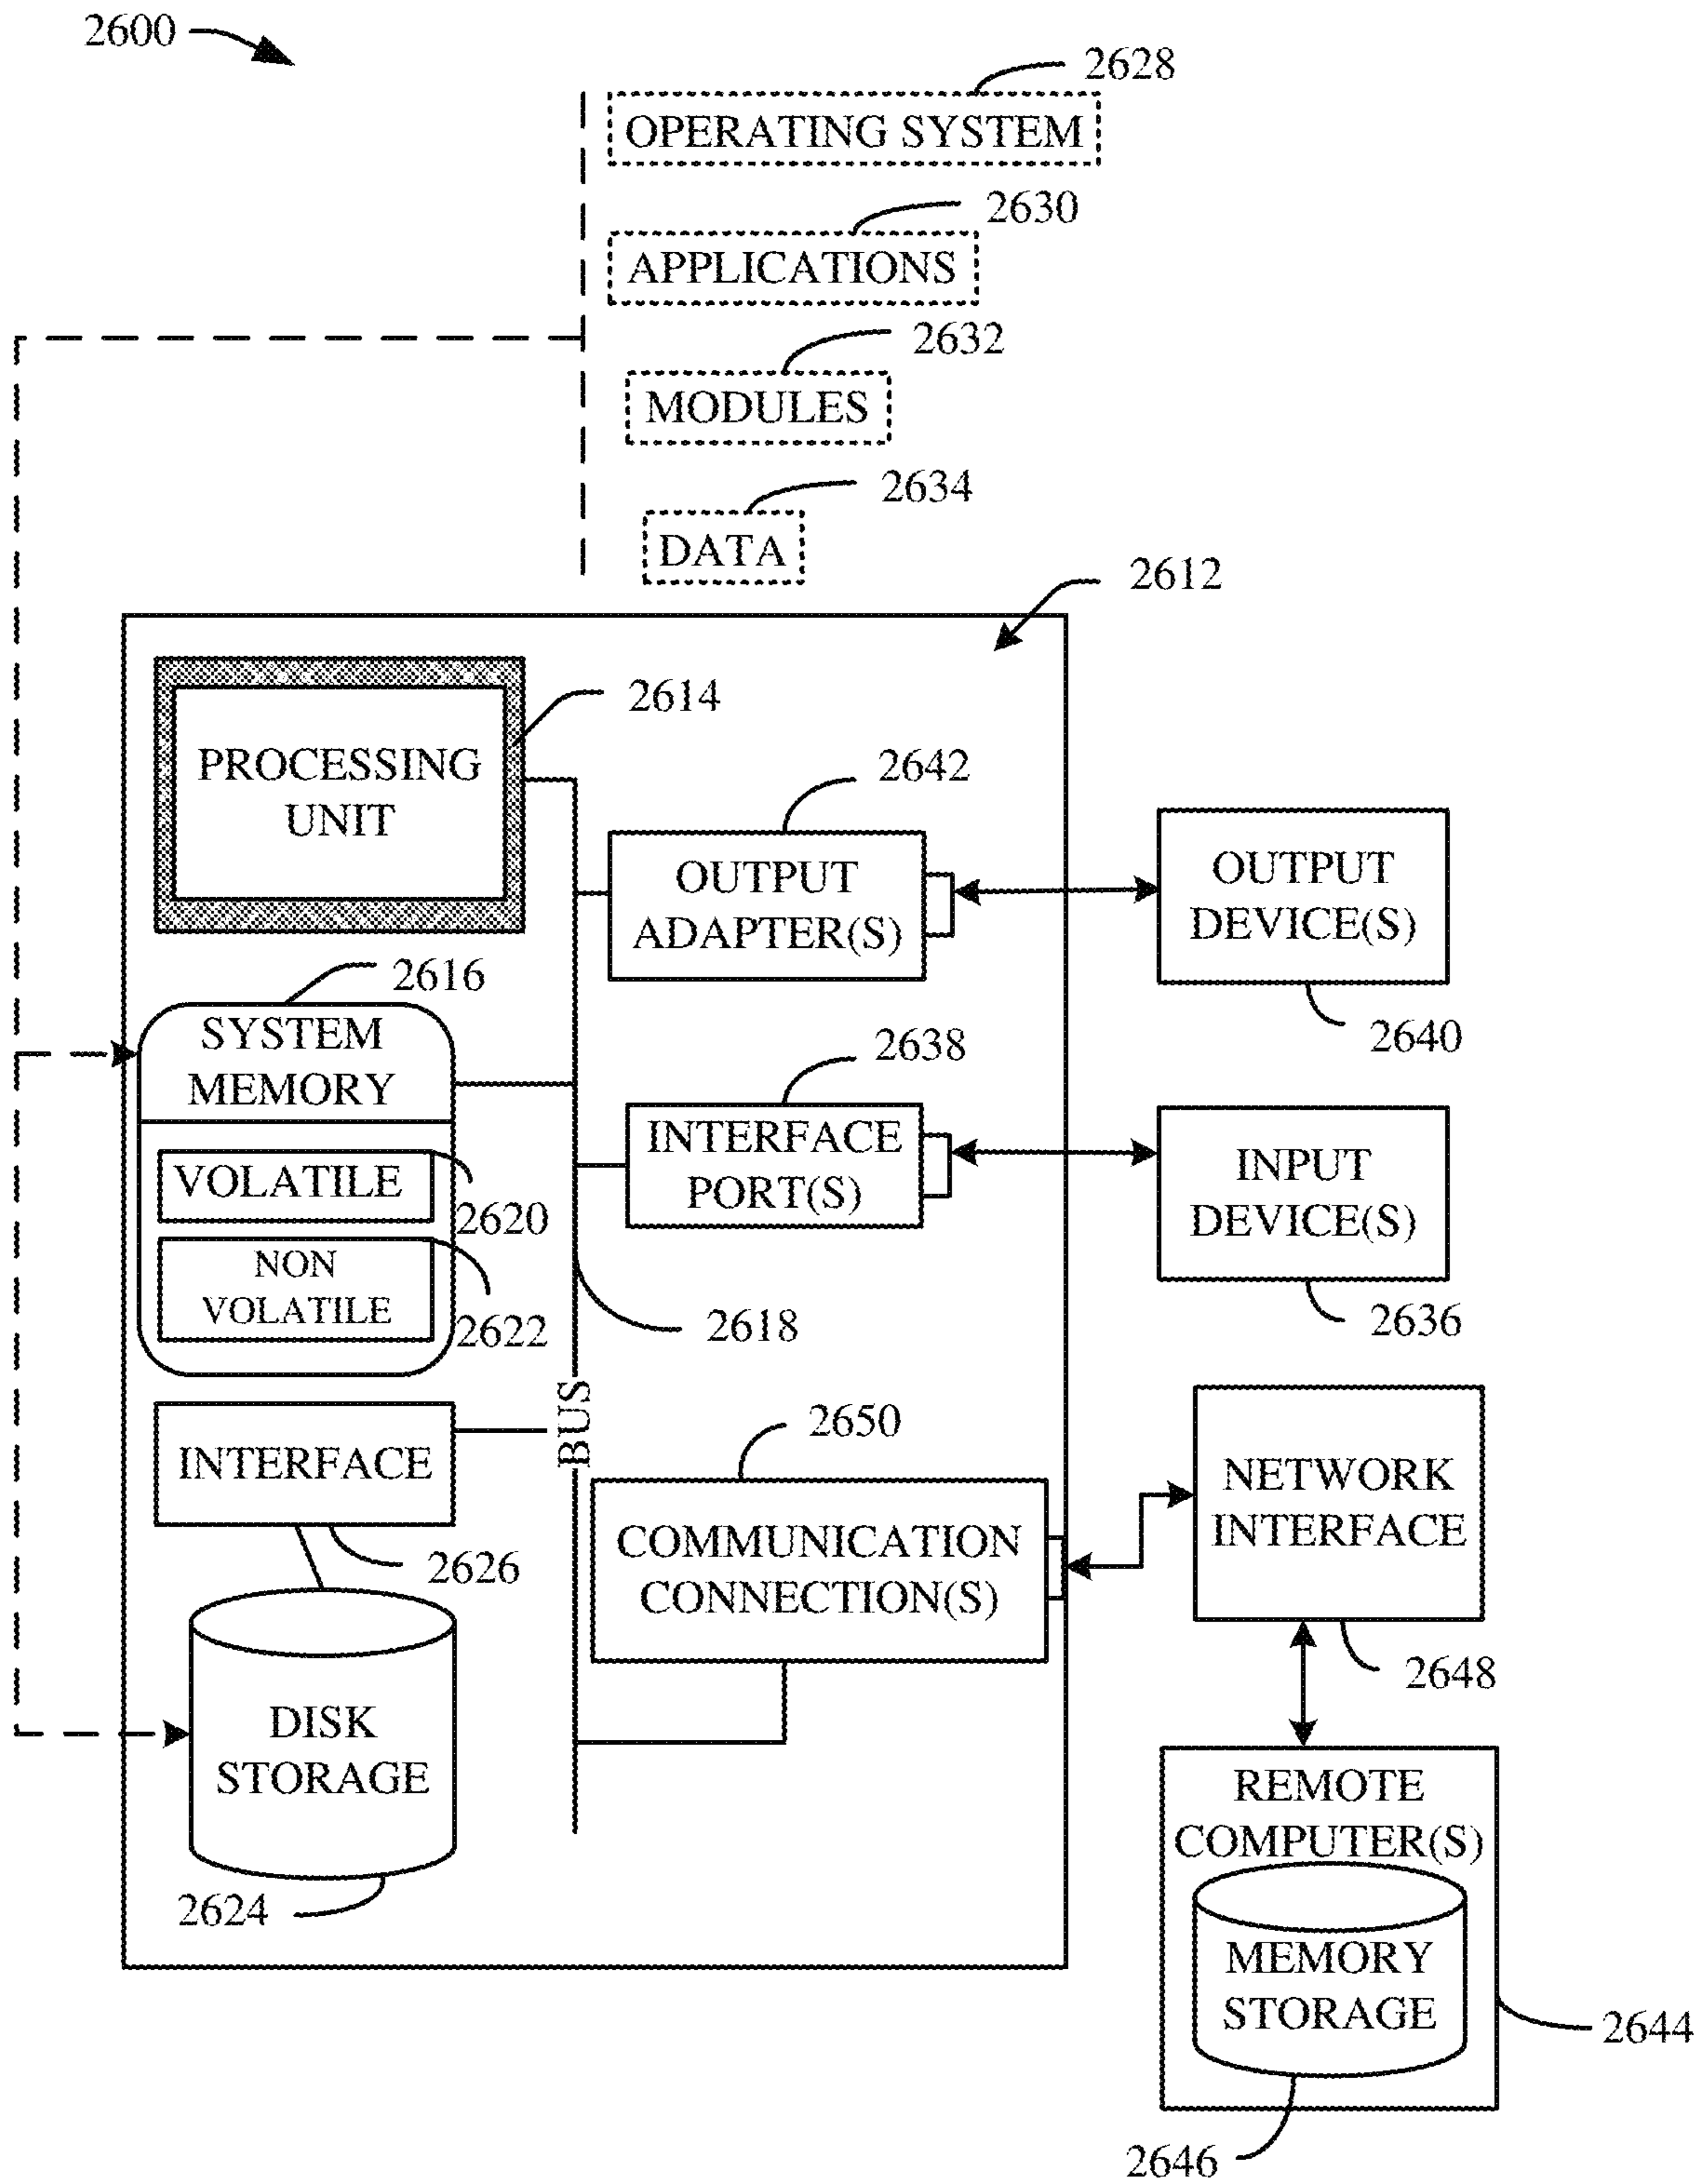 2600
2628
OPERATING SYSTEM
2630
APPLICATIONS
2632
MODULES
2634
DATA
2612
2614
PROCESSING
UNIT
2642
OUTPUT
ADAPTER(S)
OUTPUT
DEVICE(S)
2640
2616
SYSTEM
MEMORY
VOLATILE
2620
NON
VOLATILE
2622
2638
INTERFACE
PORT(S)
INPUT
DEVICE(S)
2636
2618
BUS
INTERFACE
2626
2650
COMMUNICATION
CONNECTION(S)
NETWORK
INTERFACE
2648
DISK
STORAGE
2624
REMOTE
COMPUTER(S)
MEMORY
STORAGE
2644
2646